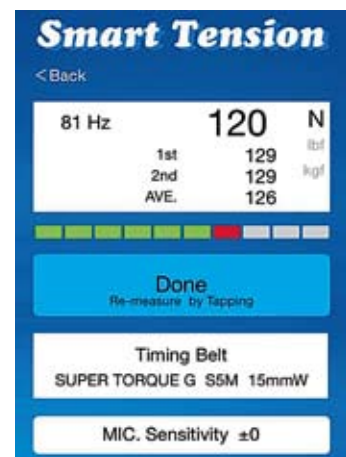 Smart Tension
<Back
81 Hz 120 N
lbf
1st 129
kgf
2nd 129
AVE. 126
Done
Re-measure by Tapping
Timing Belt
SUPER TORQUE G S5M 15mmW
MIC. Sensitivity ±0